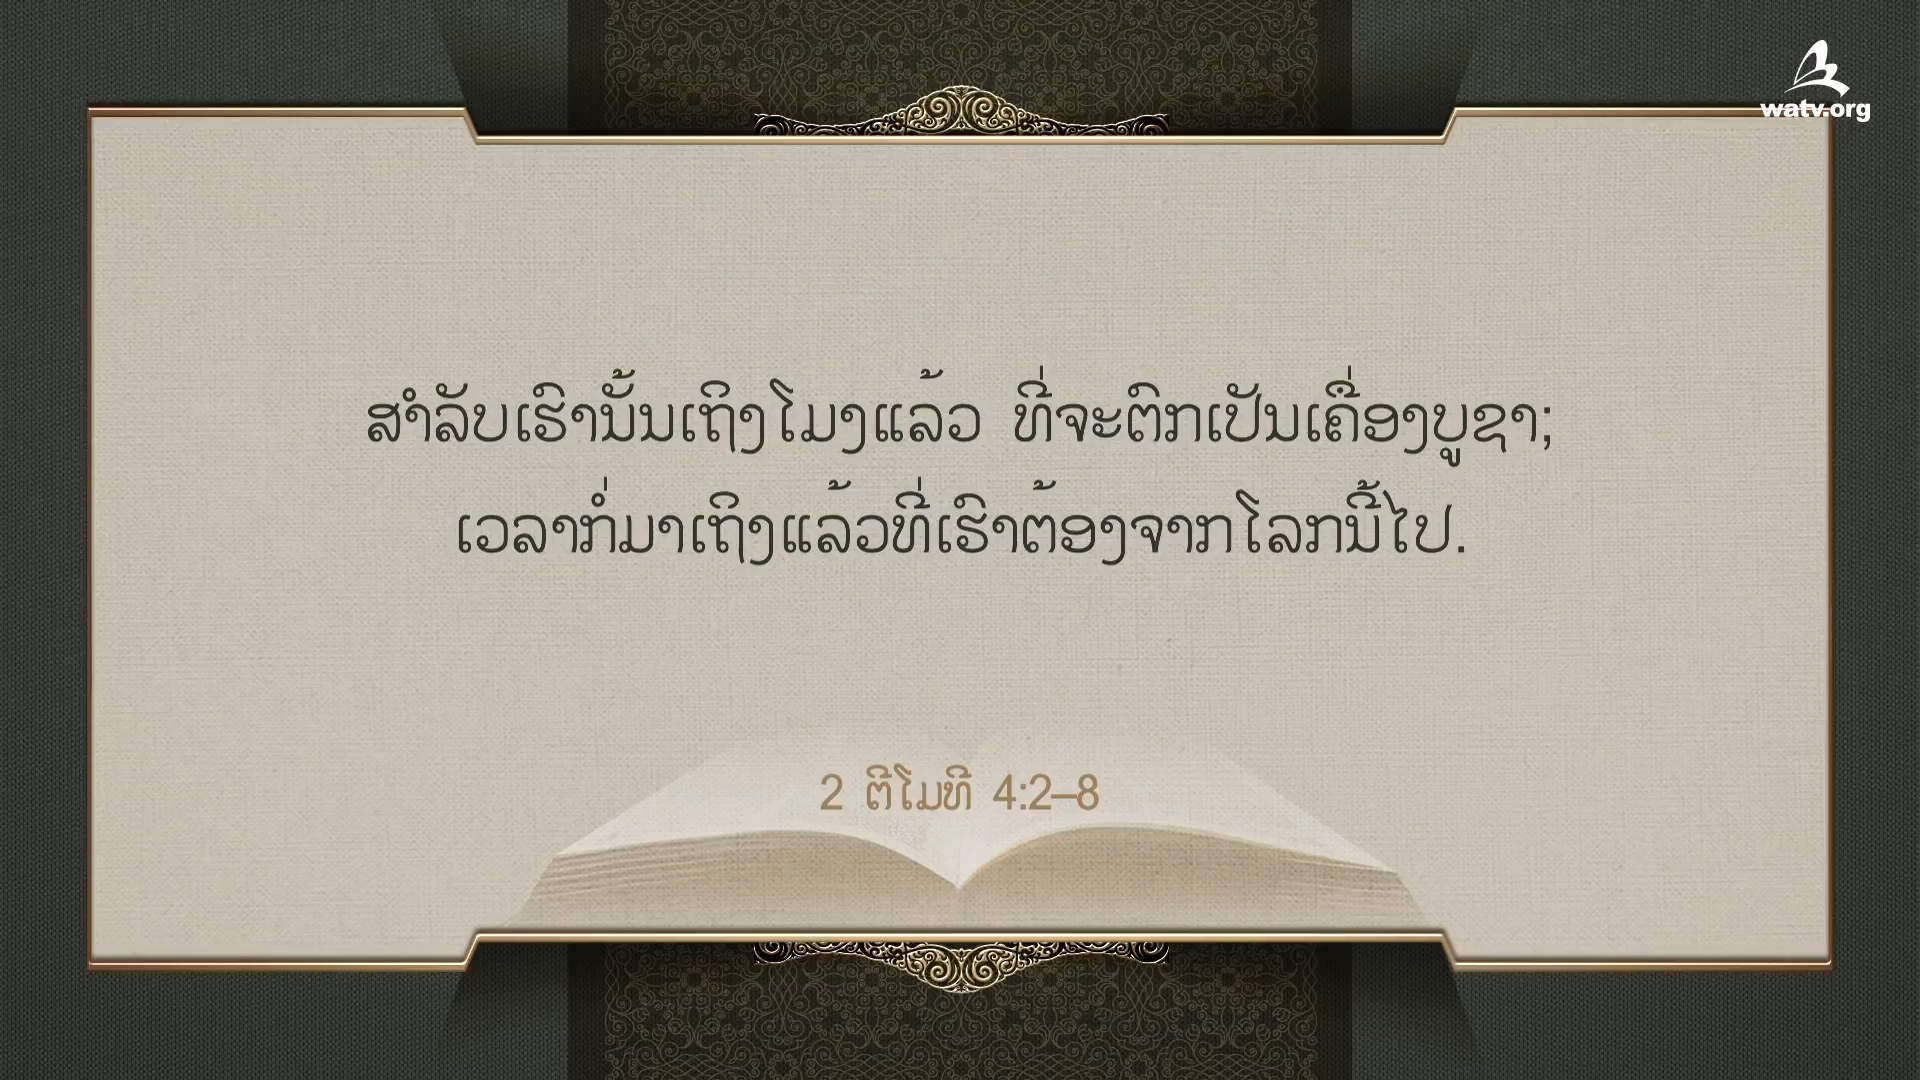 watv.org
ສຳລັບເຮົານັ້ນເຖິງໂມງແລ້ວ ທີ່ຈະຕົກເປັນເຄື່ອງບູຊາ;
ເວລາກໍ່ມາເຖິງແລ້ວທີ່ເຮົາຕ້ອງຈາກໂລກນີ້ໄປ.
2 ຕີໂມທີ 4:2–8